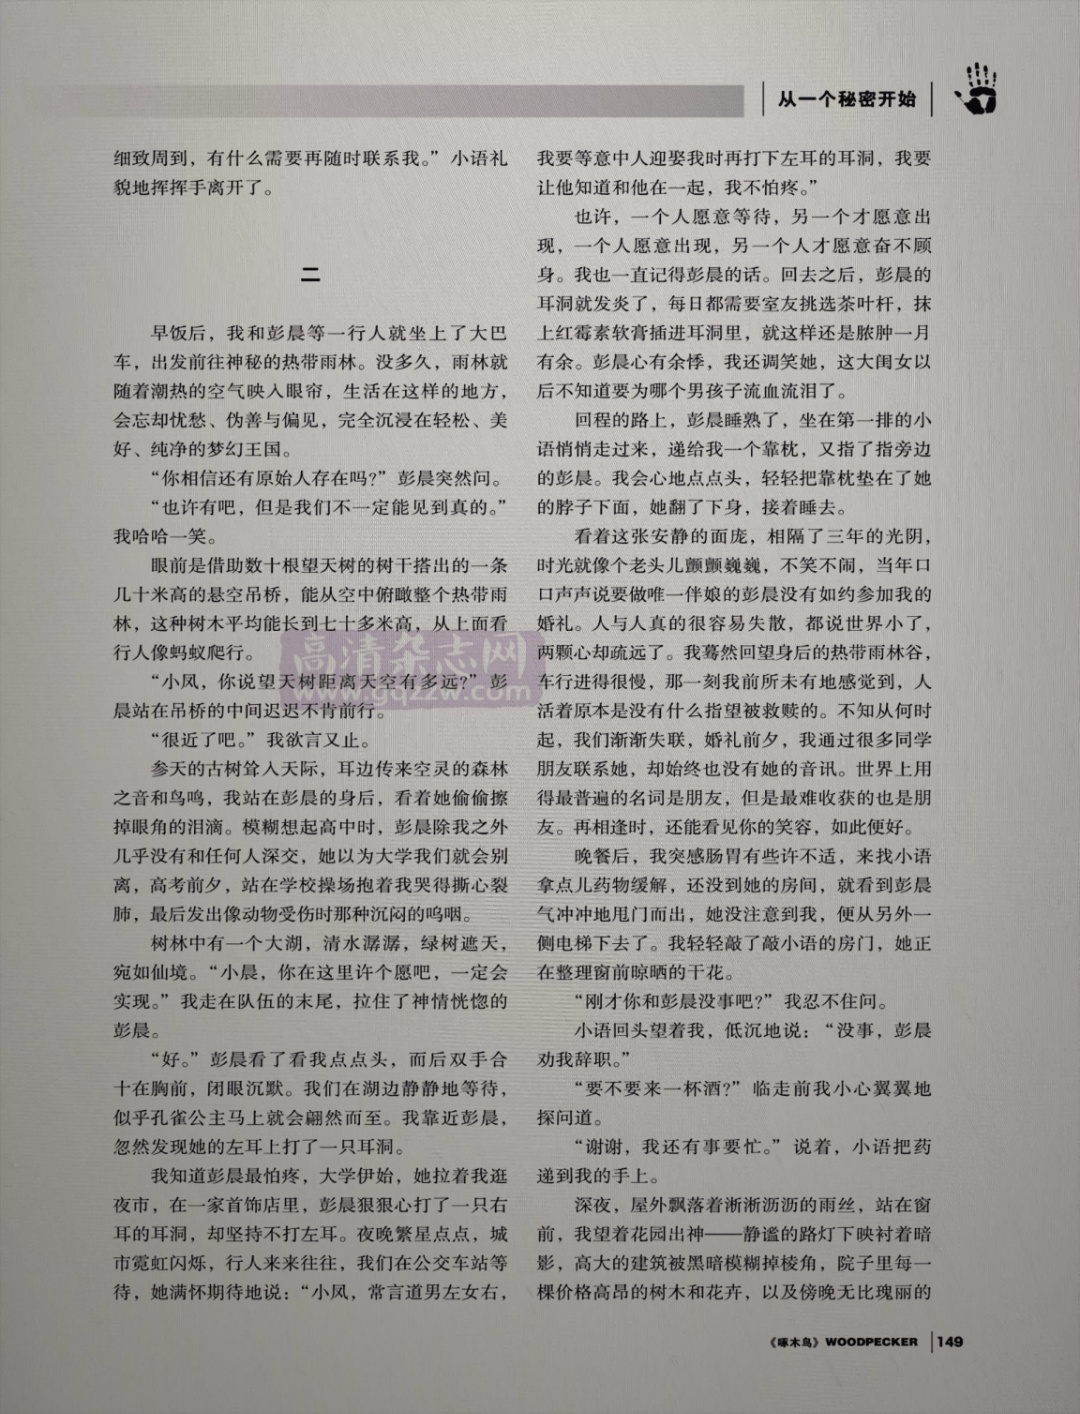 从一个秘密开始
细致周到，有什么需要再随时联系我。”小语礼
貌地挥挥手离开了。
二
早饭后，我和彭晨等一行人就坐上了大巴
车，出发前往神秘的热带雨林。没多久，雨林就
随着潮热的空气映入眼帘，生活在这样的地方，
会忘却忧愁、伪善与偏见，完全沉浸在轻松、美
好、纯净的梦幻王国。
“你相信还有原始人存在吗？”彭晨突然问。
“也许有吧，但是我们不一定能见到真的。”
我哈哈一笑。
眼前是借助数十根望天树的树干搭出的一条
几十米高的悬空吊桥，能从空中俯瞰整个热带雨
林，这种树木平均能长到七十多米高，从上面看
行人像蚂蚁爬行。
“小凤，你说望天树距离天空有多远？”彭
晨站在吊桥的中间迟迟不肯前行。
“很近了吧。”我欲言又止。
参天的古树耸入天际，耳边传来空灵的森林
之音和鸟鸣，我站在彭晨的身后，看着她偷偷擦
掉眼角的泪滴。模糊想起高中时，彭晨除我之外
几乎没有和任何人深交，她以为大学我们就会别
离，高考前夕，站在学校操场抱着我哭得撕心裂
肺，最后发出像动物受伤时那种沉闷的呜咽。
树林中有一个大湖，清水潺潺，绿树遮天，
宛如仙境。“小晨，你在这里许个愿吧，一定会
实现。”我走在队伍的末尾，拉住了神情恍惚的
彭晨。
“好。”彭晨看了看我点点头，而后双手合
十在胸前，闭眼沉默。我们在湖边静静地等待，
似乎孔雀公主马上就会翩然而至。我靠近彭晨，
忽然发现她的左耳上打了一只耳洞。
我知道彭晨最怕疼，大学伊始，她拉着我逛
夜市，在一家首饰店里，彭晨狠狠心打了一只右
耳的耳洞，却坚持不打左耳。夜晚繁星点点，城
市霓虹闪烁，行人来来往往，我们在公交车站等
待，她满怀期待地说：“小凤，常言道男左女右，
我要等意中人迎娶我时再打下左耳的耳洞，我要
让他知道和他在一起，我不怕疼。”
也许，一个人愿意等待，另一个才愿意出
现，一个人愿意出现，另一个人才愿意奋不顾
身。我也一直记得彭晨的话。回去之后，彭晨的
耳洞就发炎了，每日都需要室友挑选茶叶杆，抹
上红霉素软膏插进耳洞里，就这样还是脓肿一月
有余。彭晨心有余悸，我还调笑她，这大闺女以
后不知道要为哪个男孩子流血流泪了。
回程的路上，彭晨睡熟了，坐在第一排的小
语悄悄走过来，递给我一个靠枕，又指了指旁边
的彭晨。我会心地点点头，轻轻把靠枕垫在了她
的脖子下面，她翻了下身，接着睡去。
看着这张安静的面庞，相隔了三年的光阴，
时光就像个老头儿颤颤巍巍，不笑不闹，当年口
口声声说要做唯一伴娘的彭晨没有如约参加我的
婚礼。人与人真的很容易失散，都说世界小了，
两颗心却疏远了。我蓦然回望身后的热带雨林谷，
车行进得很慢，那一刻我前所未有地感觉到，人
活着原本是没有什么指望被救赎的。不知从何时
起，我们渐渐失联，婚礼前夕，我通过很多同学
朋友联系她，却始终也没有她的音讯。世界上用
得最普遍的名词是朋友，但是最难收获的也是朋
友。再相逢时，还能看见你的笑容，如此便好。
晚餐后，我突感肠胃有些许不适，来找小语
拿点儿药物缓解，还没到她的房间，就看到彭晨
气冲冲地甩门而出，她没注意到我，便从另外一
侧电梯下去了。我轻轻敲了敲小语的房门，她正
在整理窗前晾晒的干花。
“刚才你和彭晨没事吧？”我忍不住问。
小语回头望着我，低沉地说：“没事，彭晨
劝我辞职。”
“要不要来一杯酒？”临走前我小心翼翼地
探问道。
“谢谢，我还有事要忙。”说着，小语把药
递到我的手上。
深夜，屋外飘落着淅淅沥沥的雨丝，站在窗
前，我望着花园出神——静谧的路灯下映衬着暗
影，高大的建筑被黑暗模糊掉棱角，院子里每一
棵价格高昂的树木和花卉，以及傍晚无比瑰丽的
高清杂志网
www.gqzzw.com
《啄木鸟》WOODPECKER 149